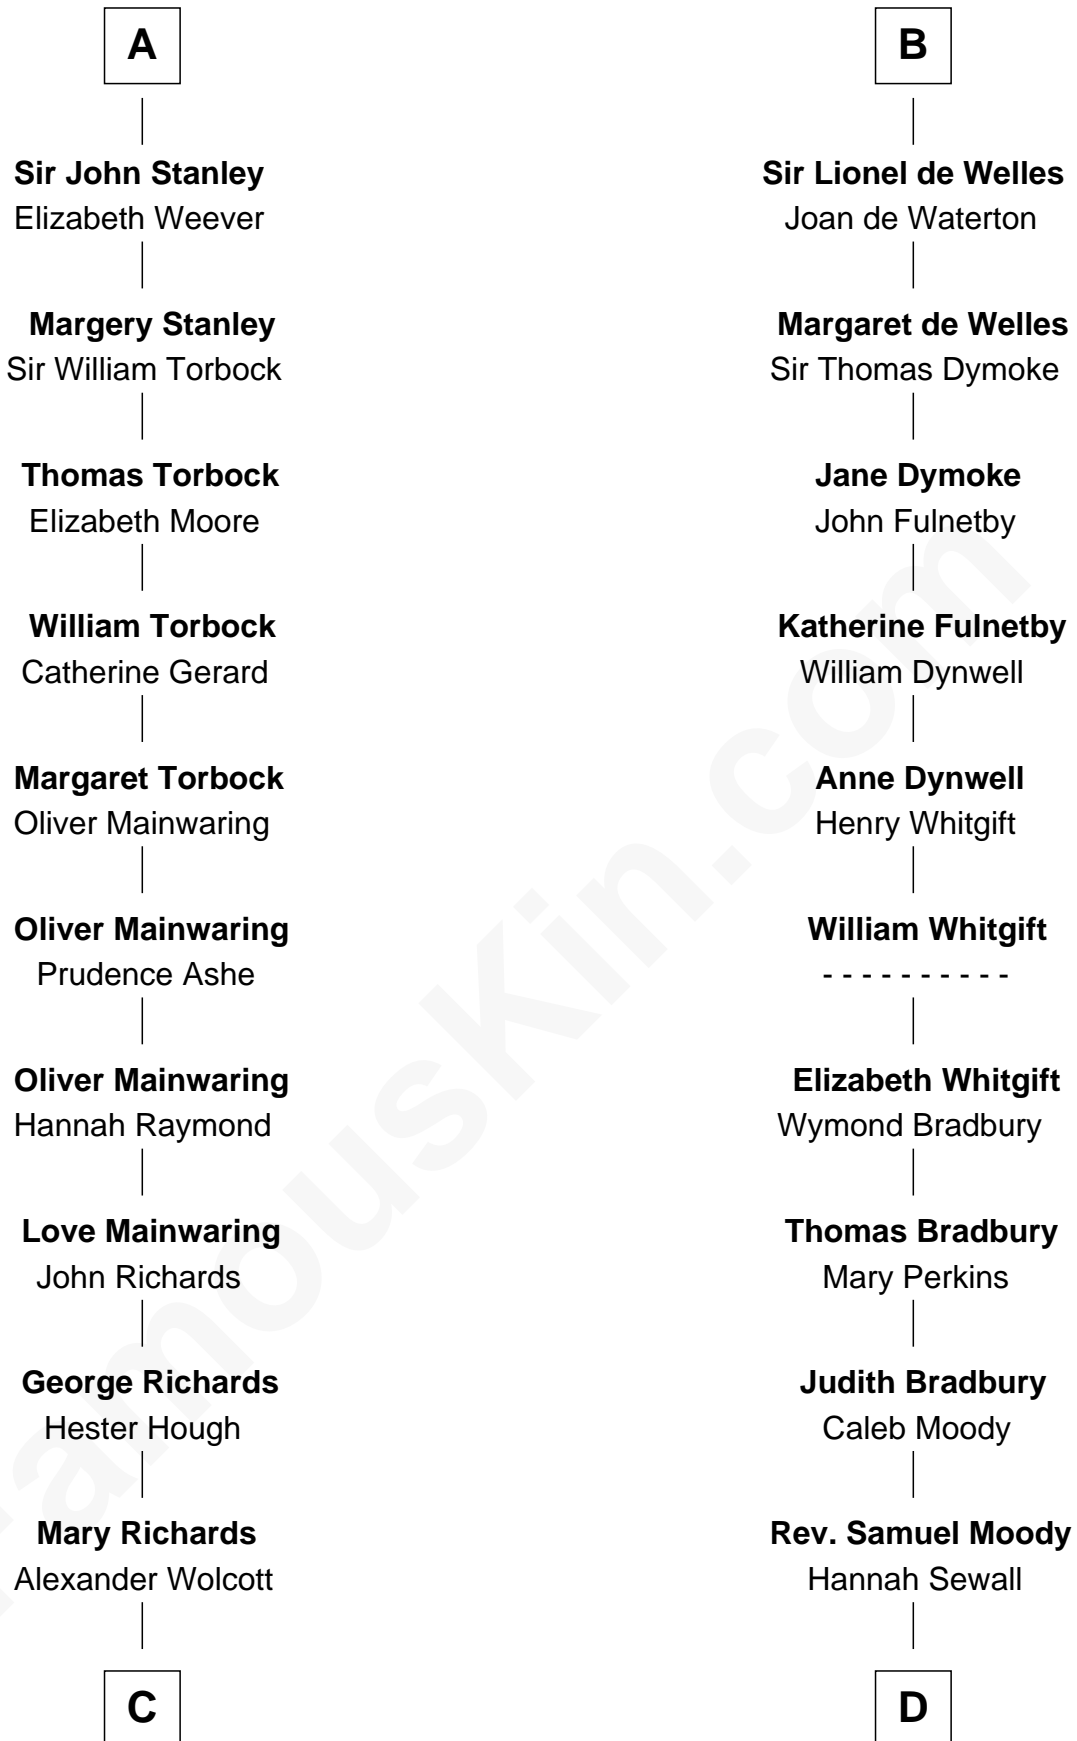 A
Sir John Stanley
Elizabeth Weever
Margery Stanley
Sir William Torbock
Thomas Torbock
Elizabeth Moore
William Torbock
Catherine Gerard
Margaret Torbock
Oliver Mainwaring
Oliver Mainwaring
Prudence Ashe
Oliver Mainwaring
Hannah Raymond
Love Mainwaring
John Richards
George Richards
Hester Hough
Mary Richards
Alexander Wolcott
C
B
Sir Lionel de Welles
Joan de Waterton
Margaret de Welles
Sir Thomas Dymoke
Jane Dymoke
John Fulnetby
Katherine Fulnetby
William Dynwell
Anne Dynwell
Henry Whitgift
William Whitgift
- - - - - - - - - -
Elizabeth Whitgift
Wymond Bradbury
Thomas Bradbury
Mary Perkins
Judith Bradbury
Caleb Moody
Rev. Samuel Moody
Hannah Sewall
D
FamousKin.com